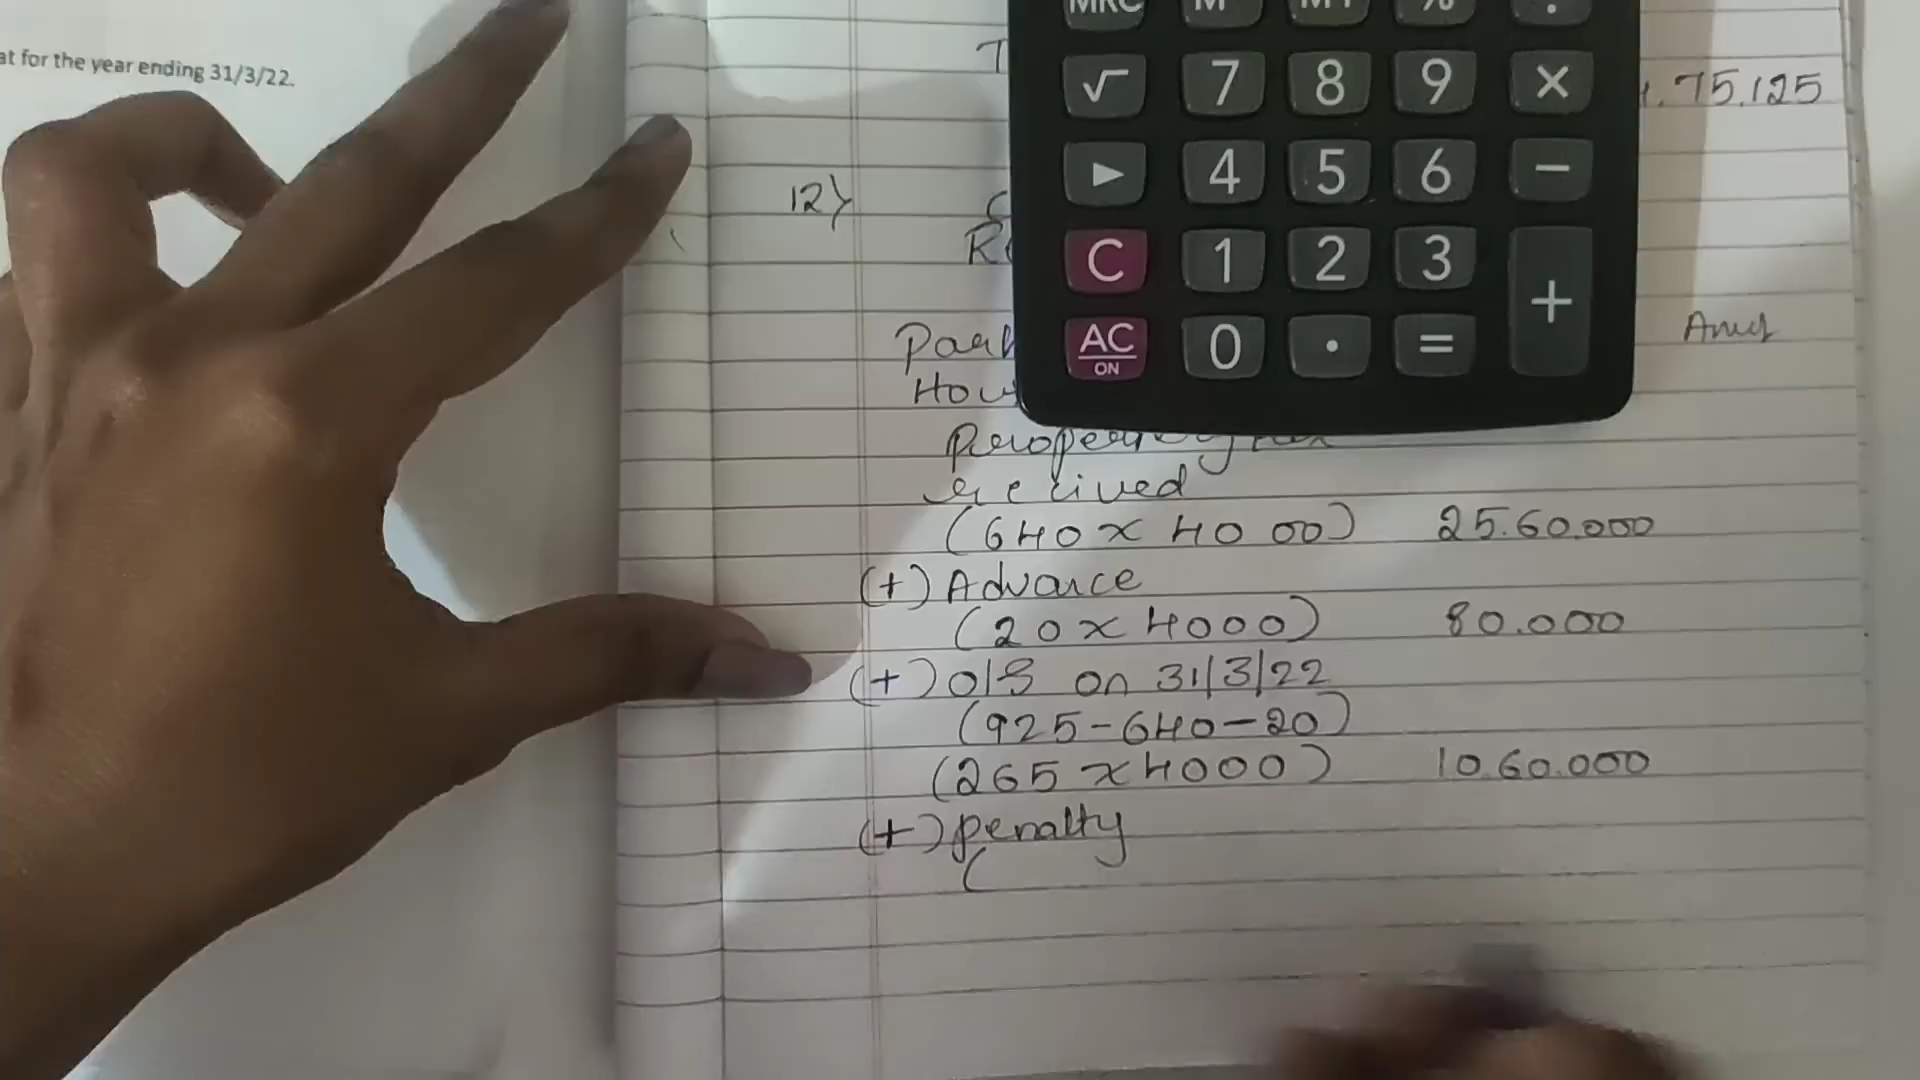 at for the year ending 31/3/22.
MRC
%
√ 7 8 9 ×
► 4 5 6 −
C 1 2 3 +
AC
ON 0 . =
75.125
12)
Amt
received
(640 x 4000) 25.60.000
(+) Advance
(20 x 4000) 80.000
(+) O/S on 31/3/22
(925-640-20)
(265 x 4000) 10.60.000
(+) penalty
(